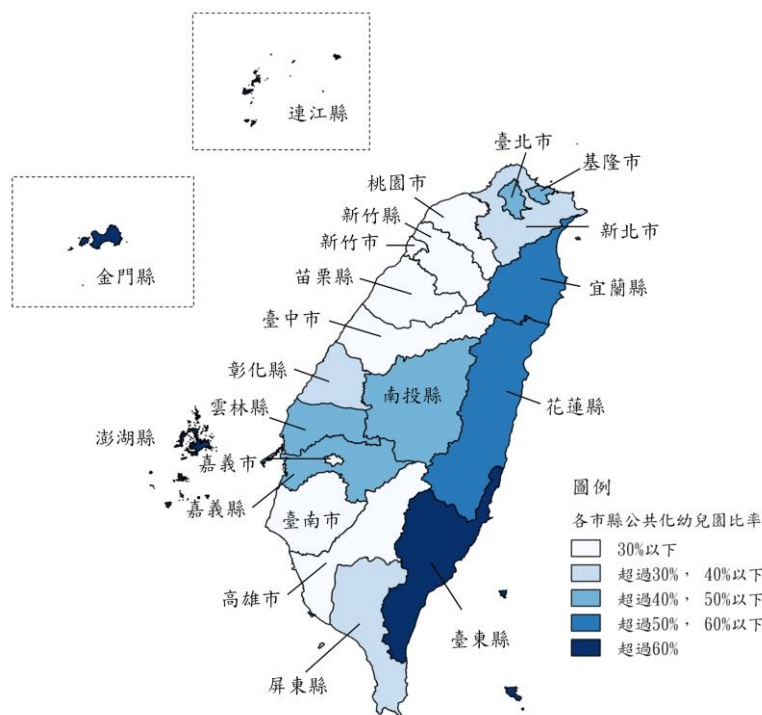 連江縣
臺北市
基隆市
桃園市
新竹縣
新竹市
新北市
金門縣
苗栗縣
宜蘭縣
臺中市
彰化縣
南投縣
花蓮縣
雲林縣
澎湖縣
嘉義市
嘉義縣
臺南市
高雄市
臺東縣
屏東縣
圖例
各市縣公共化幼兒園比率
30%以下
超過30%， 40%以下
超過40%， 50%以下
超過50%， 60%以下
超過60%